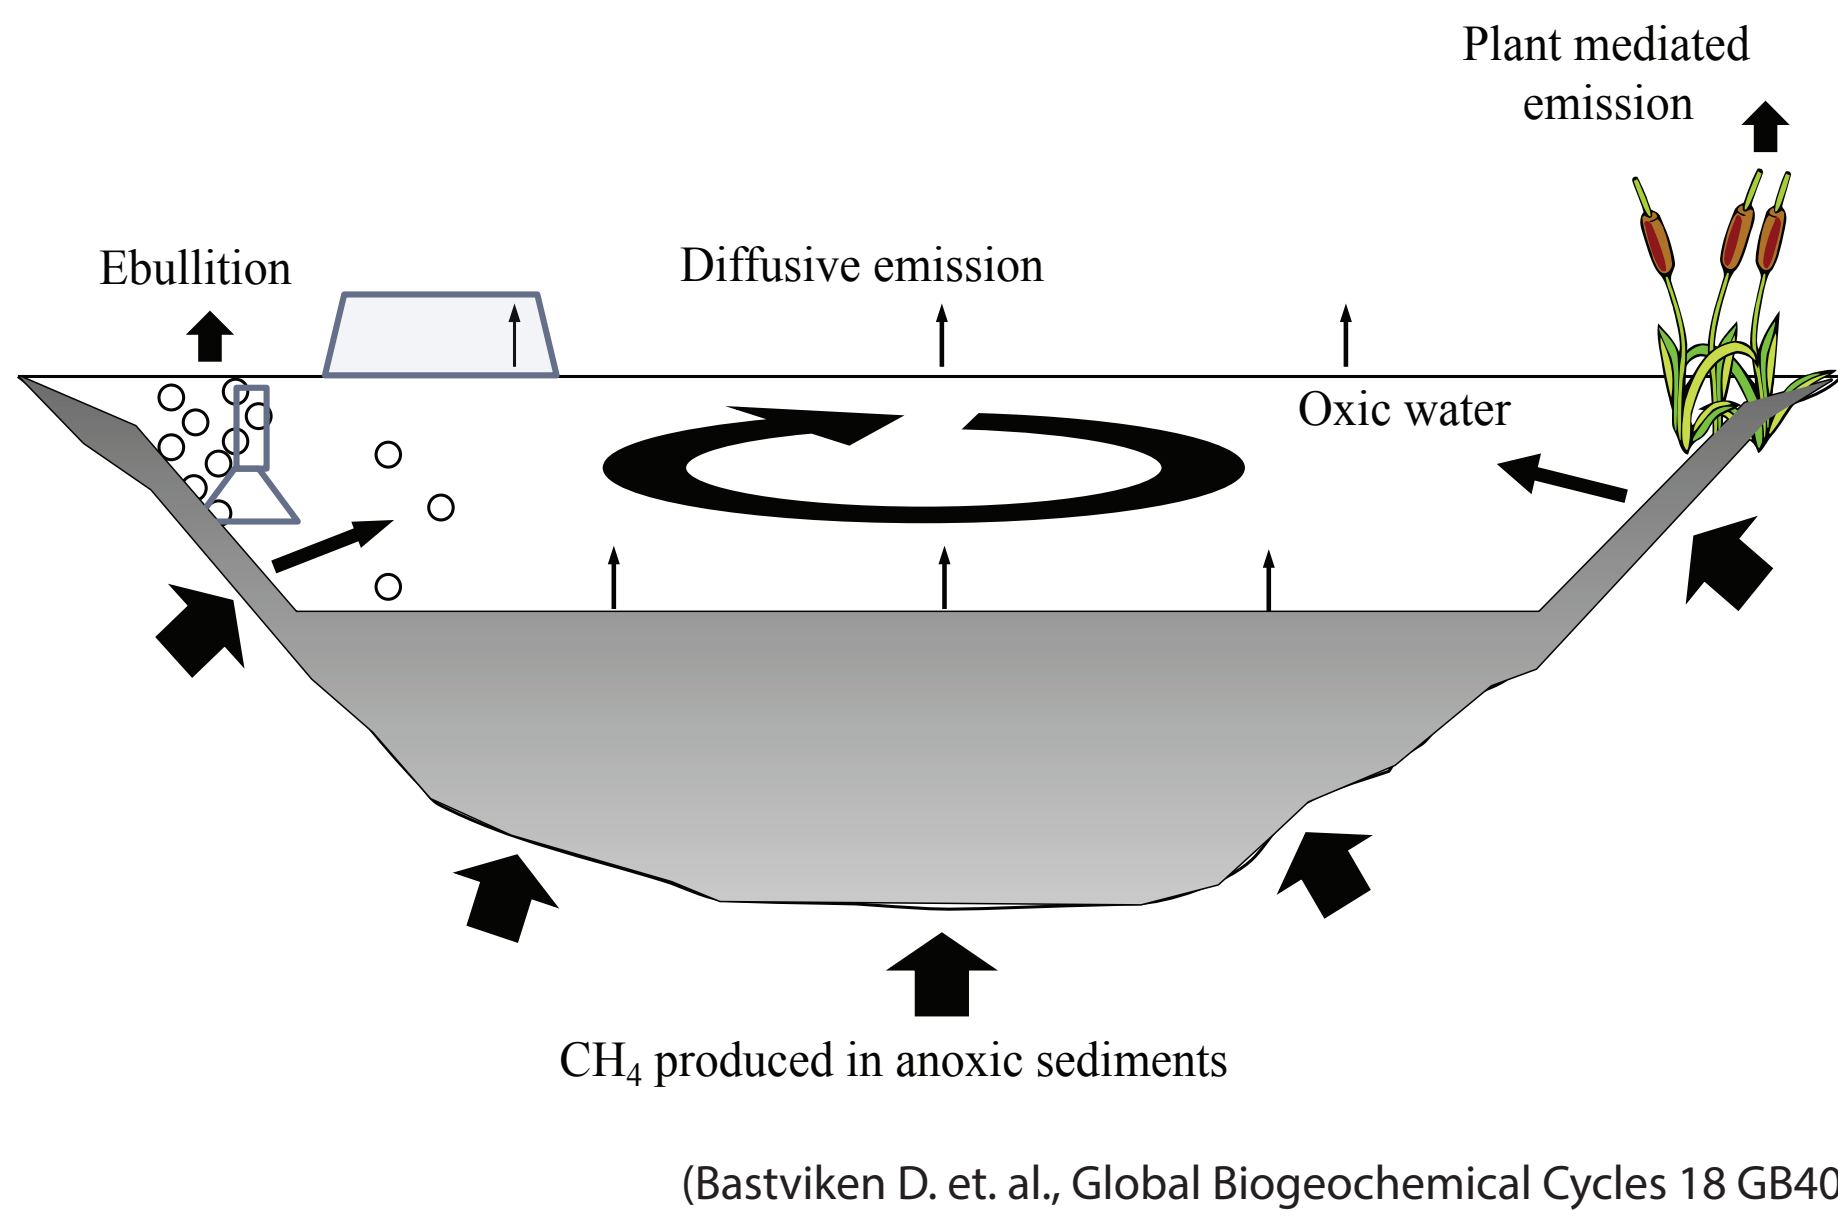 Plant mediated
emission
Ebullition
Diffusive emission
Oxic water
CH₄ produced in anoxic sediments
(Bastviken D. et. al., Global Biogeochemical Cycles 18 GB40